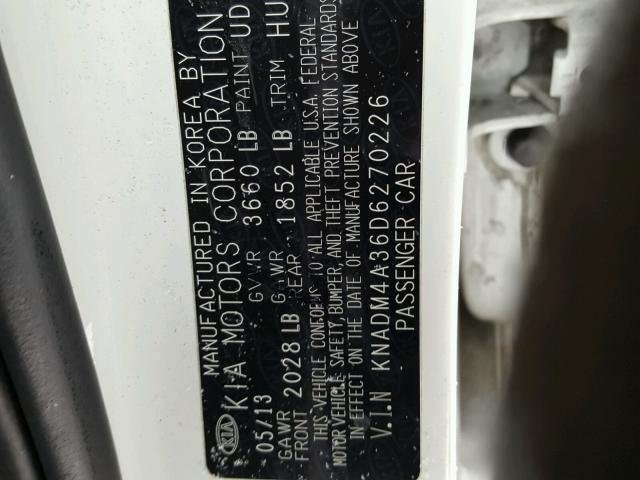 KIA
MANUFACTURED IN KOREA BY
KIA MOTORS CORPORATION
05/13 GVWR 3660 LB PAINT UD
GAWR FRONT 2028 LB GAWR REAR 1852 LB TRIM HU
THIS VEHICLE CONFORMS TO ALL APPLICABLE U.S.A. FEDERAL
MOTOR VEHICLE SAFETY, BUMPER, AND THEFT PREVENTION STANDARDS
IN EFFECT ON THE DATE OF MANUFACTURE SHOWN ABOVE
V.I.N KNADM4A36D6270226
PASSENGER CAR